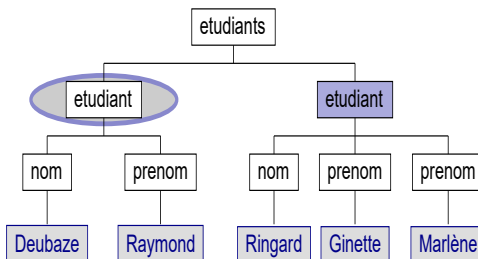 etudiants
etudiant etudiant
nom prenom nom prenom prenom
Deubaze Raymond Ringard Ginette Marlène